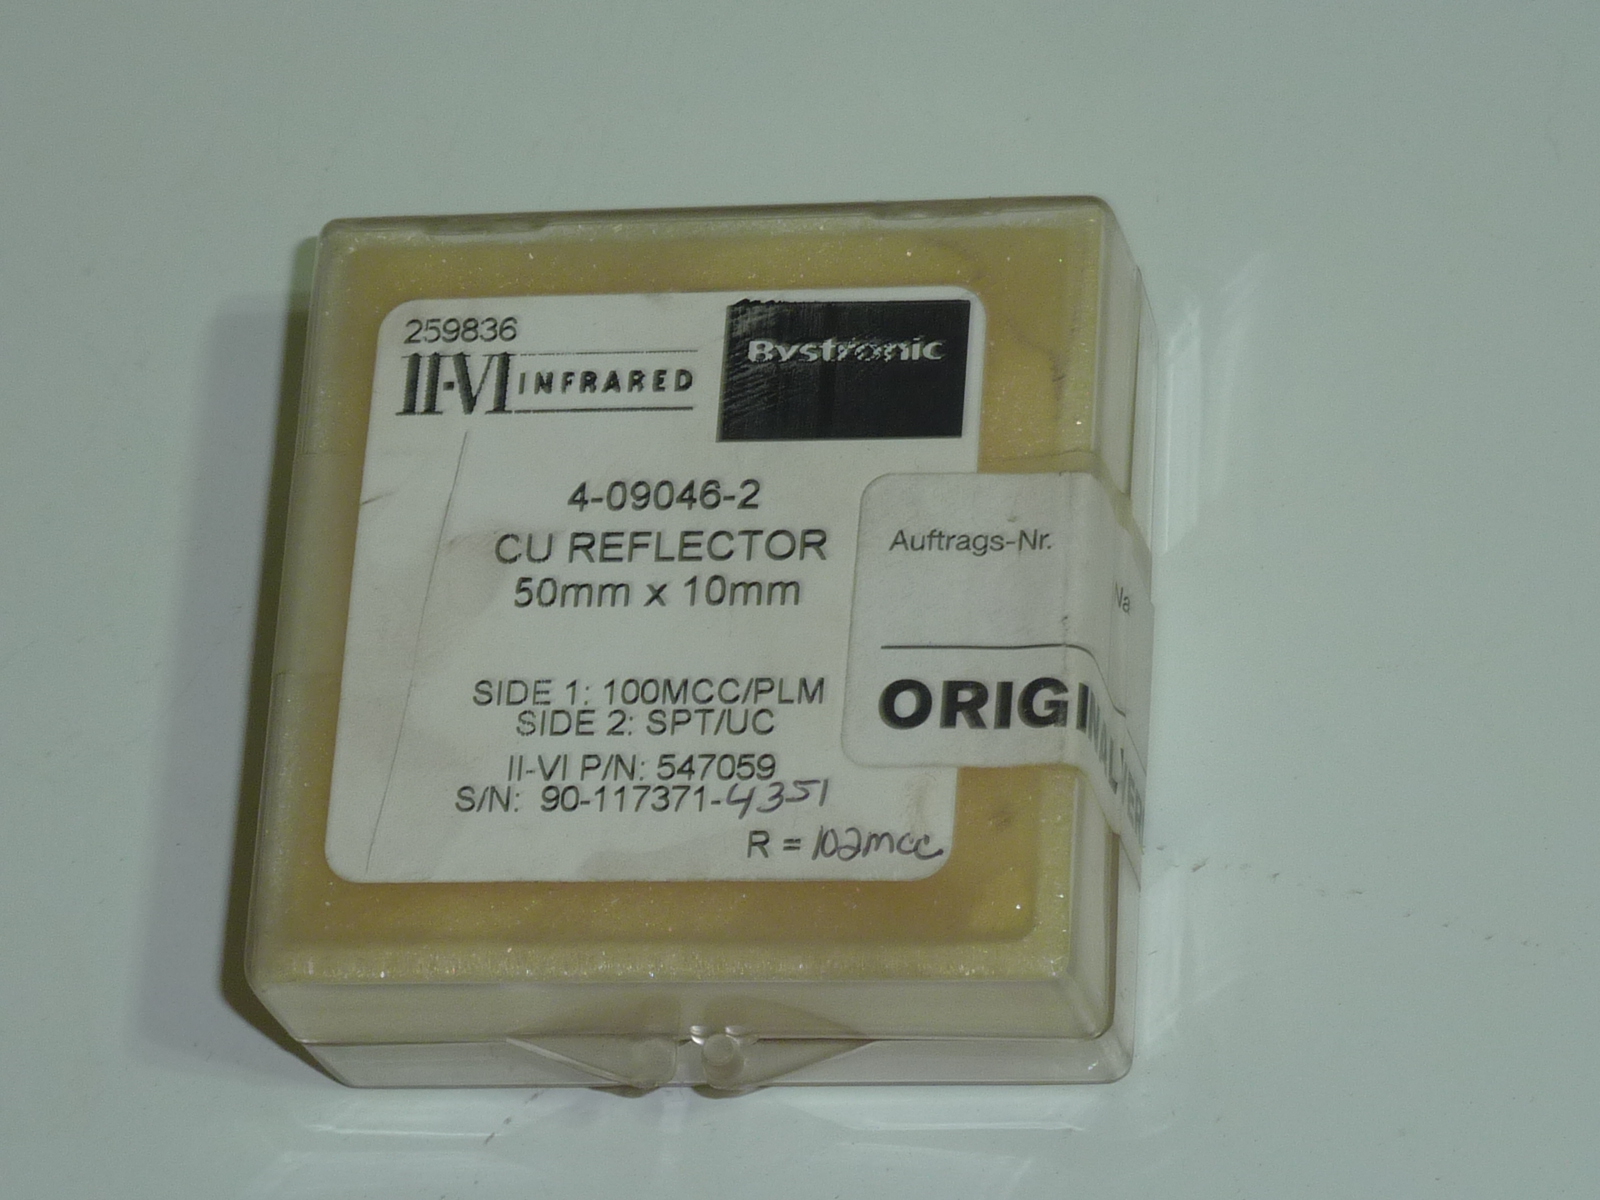 259836
II-VI INFRARED
Bystronic
4-09046-2
CU REFLECTOR
50mm x 10mm
SIDE 1: 100MCC/PLM
SIDE 2: SPT/UC
II-VI P/N: 547059
S/N: 90-117371-4351
R = 102mcc
Auftrags-Nr.
ORIGINAL